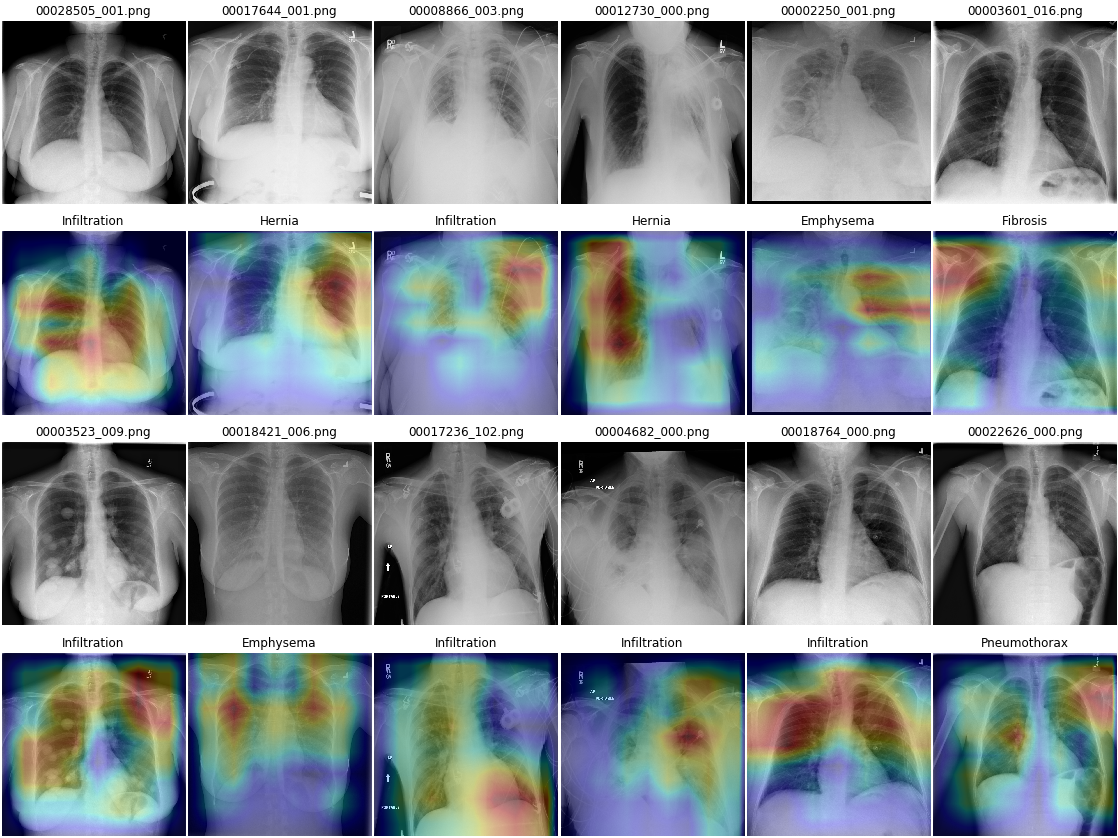 00028505_001.png
00017644_001.png
00008866_003.png
00012730_000.png
00002250_001.png
00003601_016.png
Infiltration
Hernia
Infiltration
Hernia
Emphysema
Fibrosis
00003523_009.png
00018421_006.png
00017236_102.png
00004682_000.png
00018764_000.png
00022626_000.png
Infiltration
Emphysema
Infiltration
Infiltration
Infiltration
Pneumothorax